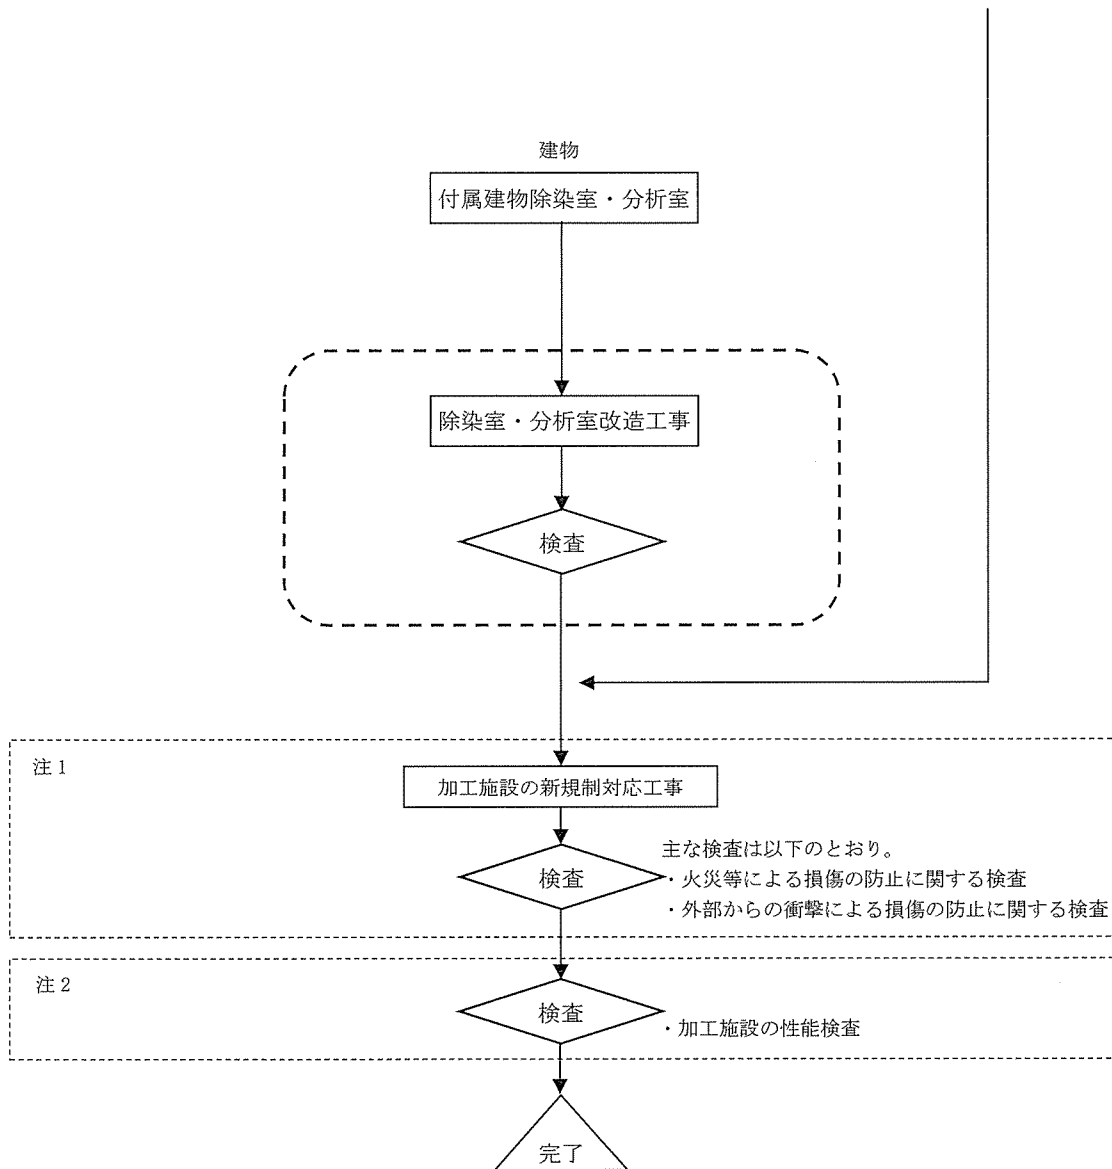 建物
付属建物除染室・分析室
除染室・分析室改造工事
検査
注1
加工施設の新規制対応工事
検査
主な検査は以下のとおり。
・火災等による損傷の防止に関する検査
・外部からの衝撃による損傷の防止に関する検査
注2
検査
・加工施設の性能検査
完了